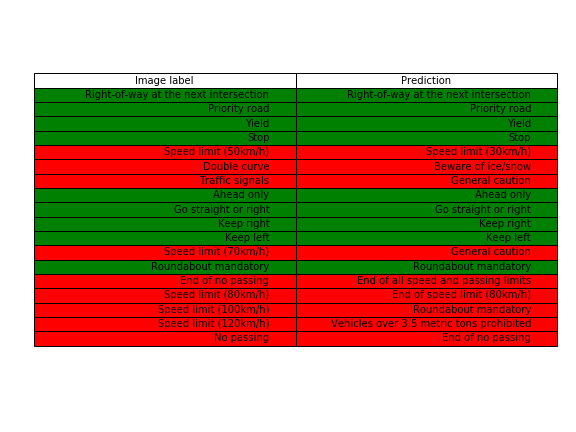 Image label Prediction
Right-of-way at the next intersection Right-of-way at the next intersection
Priority road Priority road
Yield Yield
Stop Stop
Speed limit (50km/h) Speed limit (30km/h)
Double curve Beware of ice/snow
Traffic signals General caution
Ahead only Ahead only
Go straight or right Go straight or right
Keep right Keep right
Keep left Keep left
Speed limit (70km/h) General caution
Roundabout mandatory Roundabout mandatory
End of no passing End of all speed and passing limits
Speed limit (80km/h) End of speed limit (80km/h)
Speed limit (100km/h) Roundabout mandatory
Speed limit (120km/h) Vehicles over 3.5 metric tons prohibited
No passing End of no passing